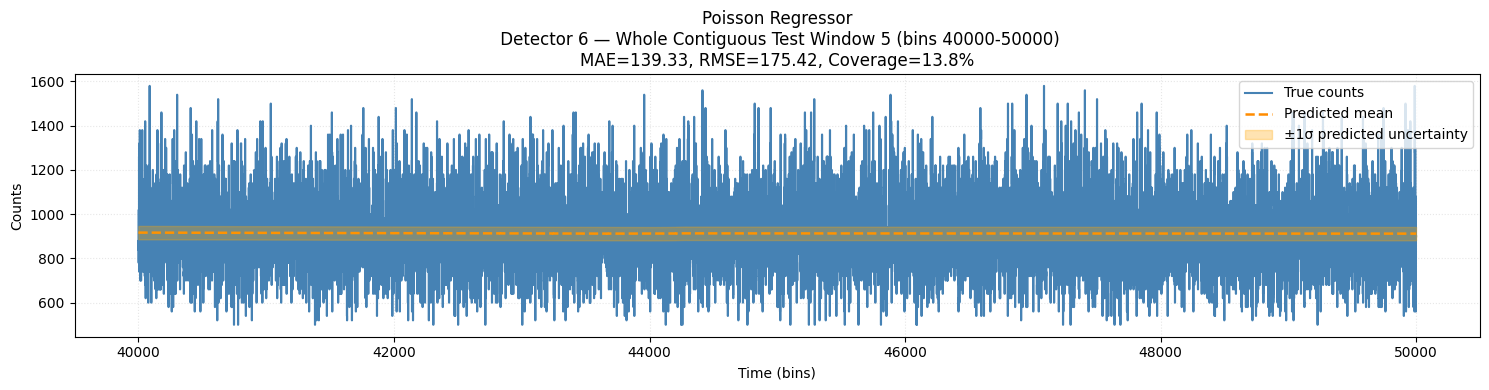 Poisson Regressor
Detector 6 — Whole Contiguous Test Window 5 (bins 40000-50000)
MAE=139.33, RMSE=175.42, Coverage=13.8%
1600
1400
1200
1000
800
600
Counts
True counts
Predicted mean
±1σ predicted uncertainty
40000
42000
44000
46000
48000
50000
Time (bins)